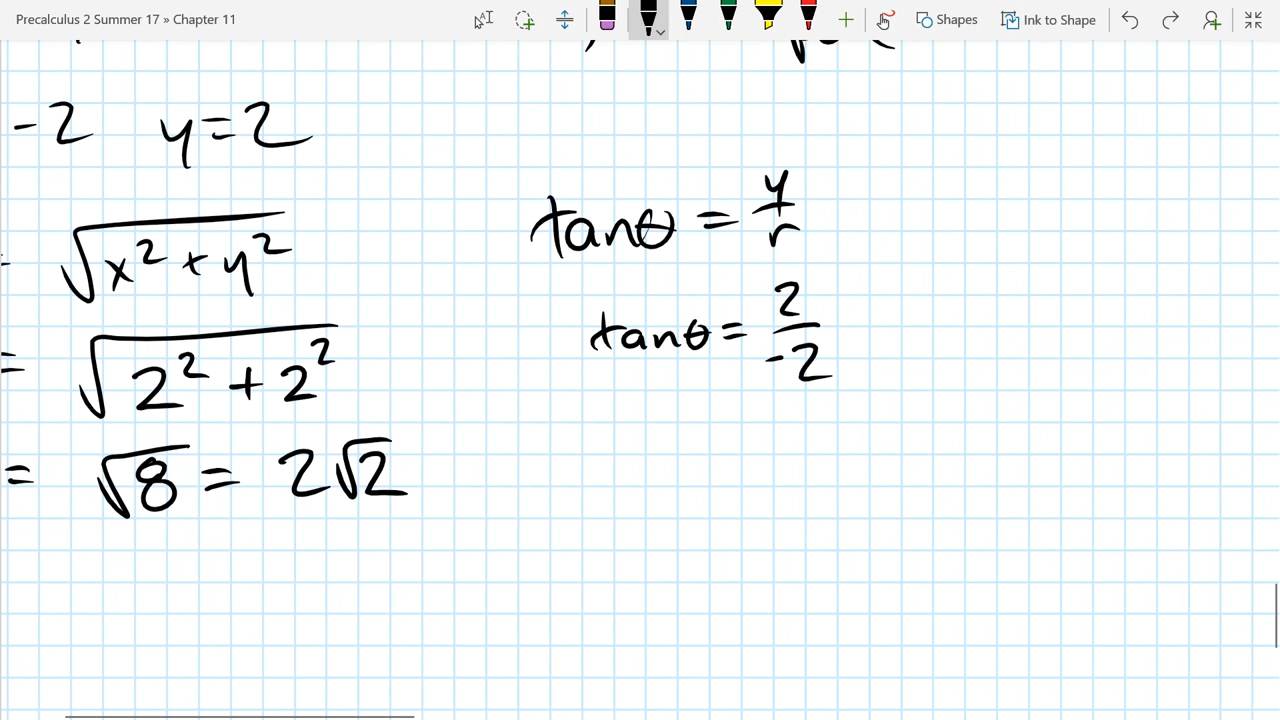 Precalculus 2 Summer 17 » Chapter 11
Shapes
Ink to Shape
-2 y=2
√x² + y²
= √2² + 2²
= √8 = 2√2
tanθ = y/r
tanθ = 2/-2